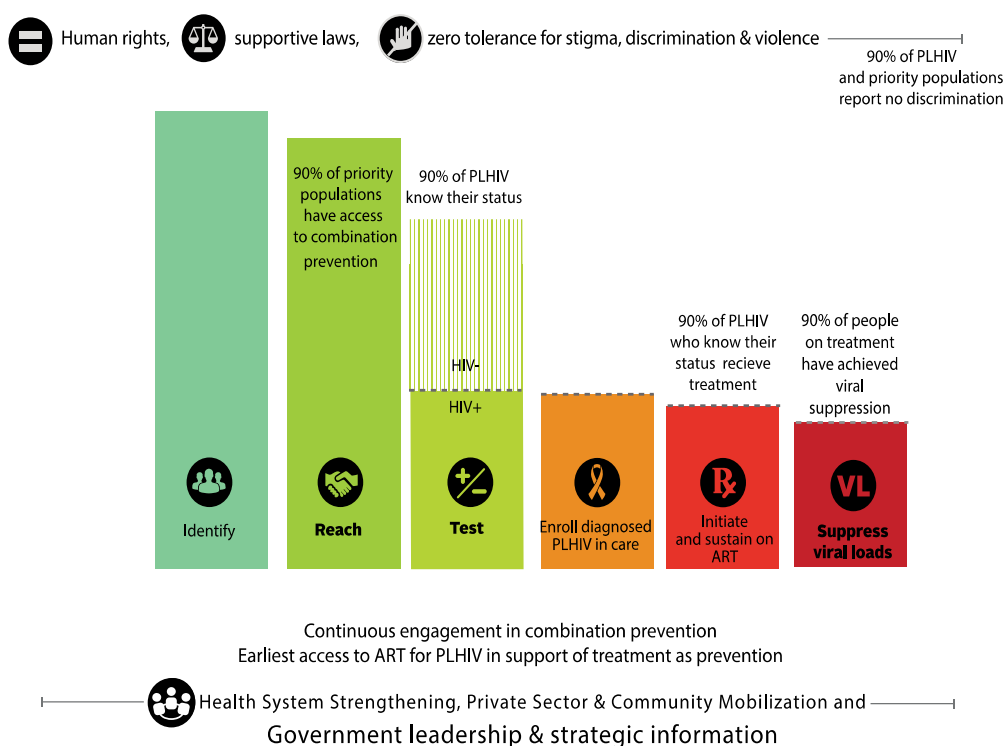 Human rights, supportive laws, zero tolerance for stigma, discrimination & violence
90% of PLHIV
and priority populations
report no discrimination
90% of priority
populations
have access
to combination
prevention
90% of PLHIV
know their status
HIV-
HIV+
90% of PLHIV
who know their
status recieve
treatment
90% of people
on treatment
have achieved
viral
suppression
Identify
Reach
+/-
Test
Enroll diagnosed
PLHIV in care
Rx
Initiate
and sustain on
ART
VL
Suppress
viral loads
Continuous engagement in combination prevention
Earliest access to ART for PLHIV in support of treatment as prevention
Health System Strengthening, Private Sector & Community Mobilization and
Government leadership & strategic information